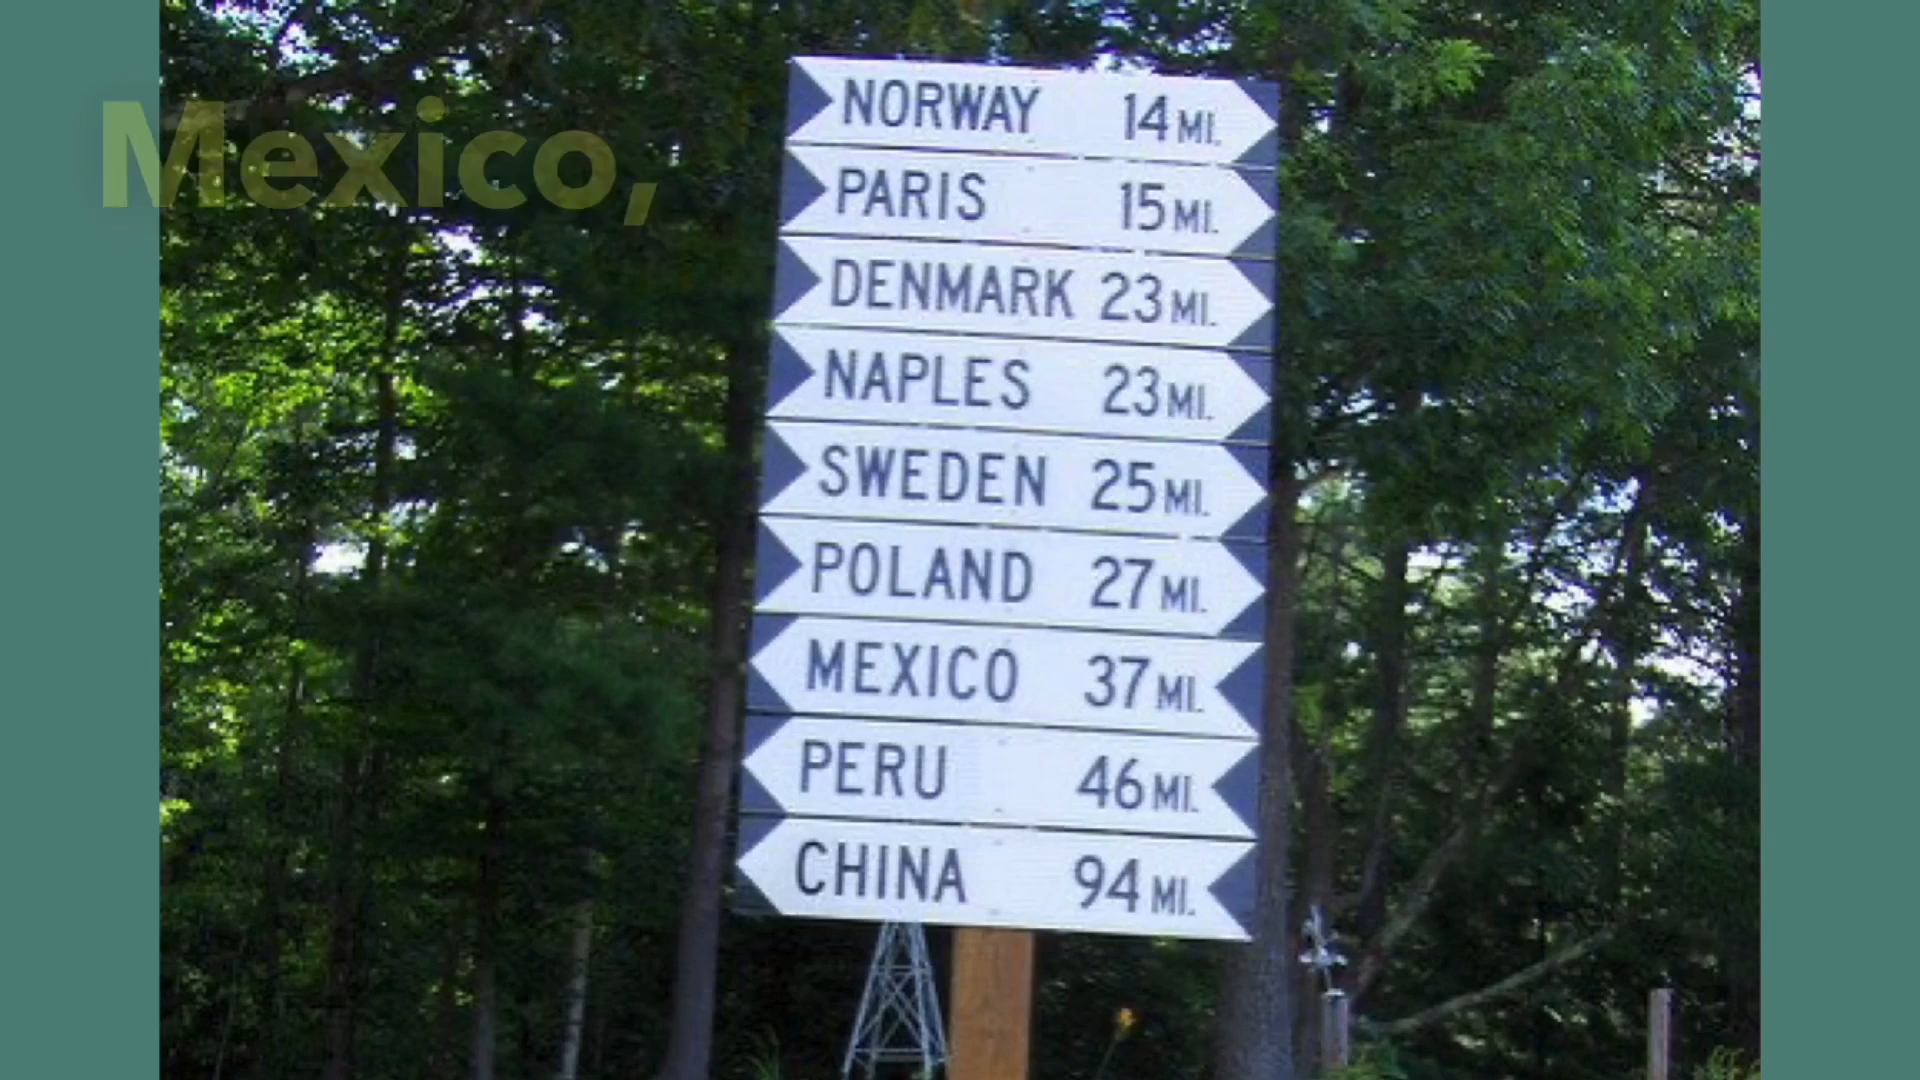 Mexico,
NORWAY 14 MI.
PARIS 15 MI.
DENMARK 23 MI.
NAPLES 23 MI.
SWEDEN 25 MI.
POLAND 27 MI.
MEXICO 37 MI.
PERU 46 MI.
CHINA 94 MI.